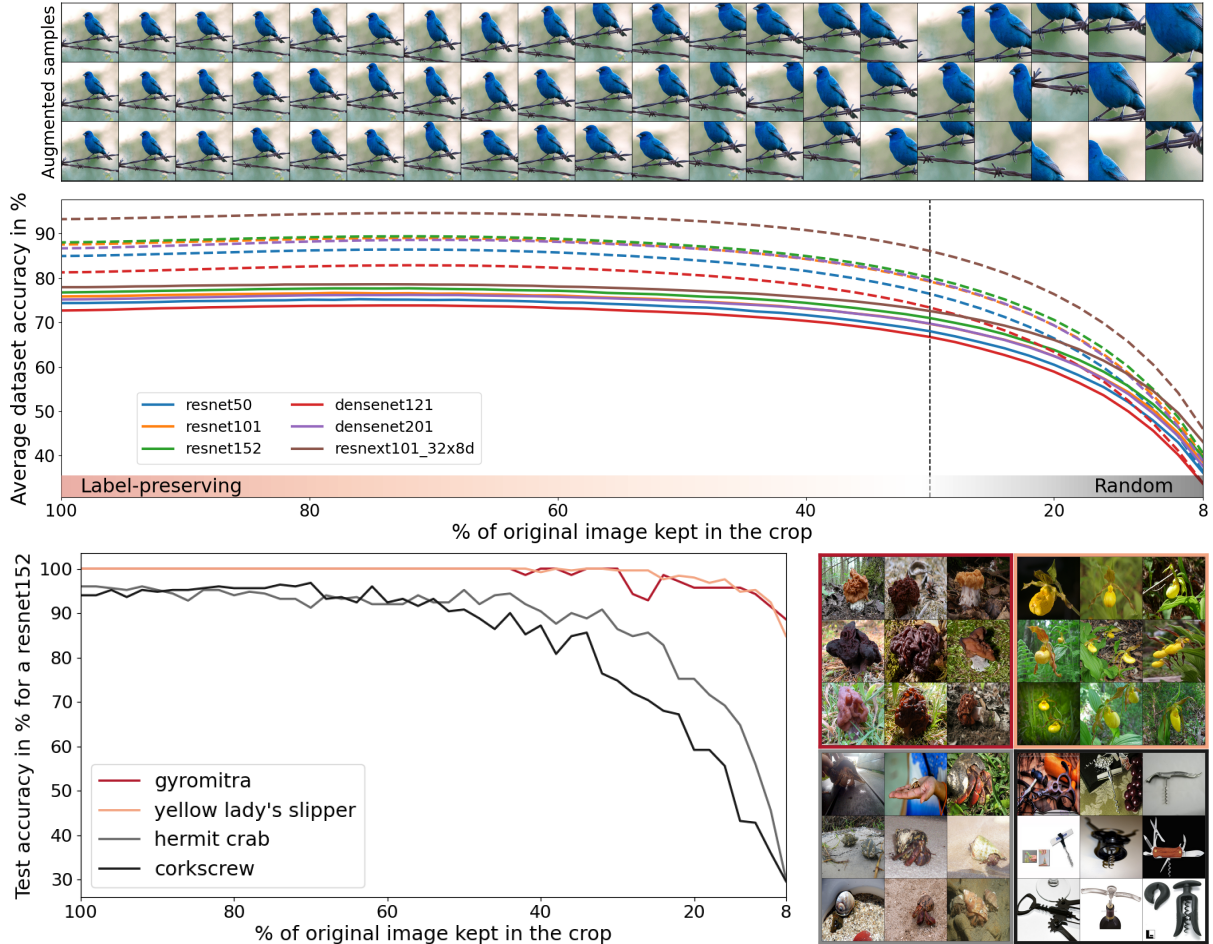 Augmented samples
Average dataset accuracy in %
90
80
70
60
50
40
resnet50
resnet101
resnet152
densenet121
densenet201
resnext101_32x8d
Label-preserving
Random
100
80
60
40
20
8
% of original image kept in the crop
Test accuracy in % for a resnet152
100
90
80
70
60
50
40
30
gyromitra
yellow lady's slipper
hermit crab
corkscrew
100
80
60
40
20
8
% of original image kept in the crop